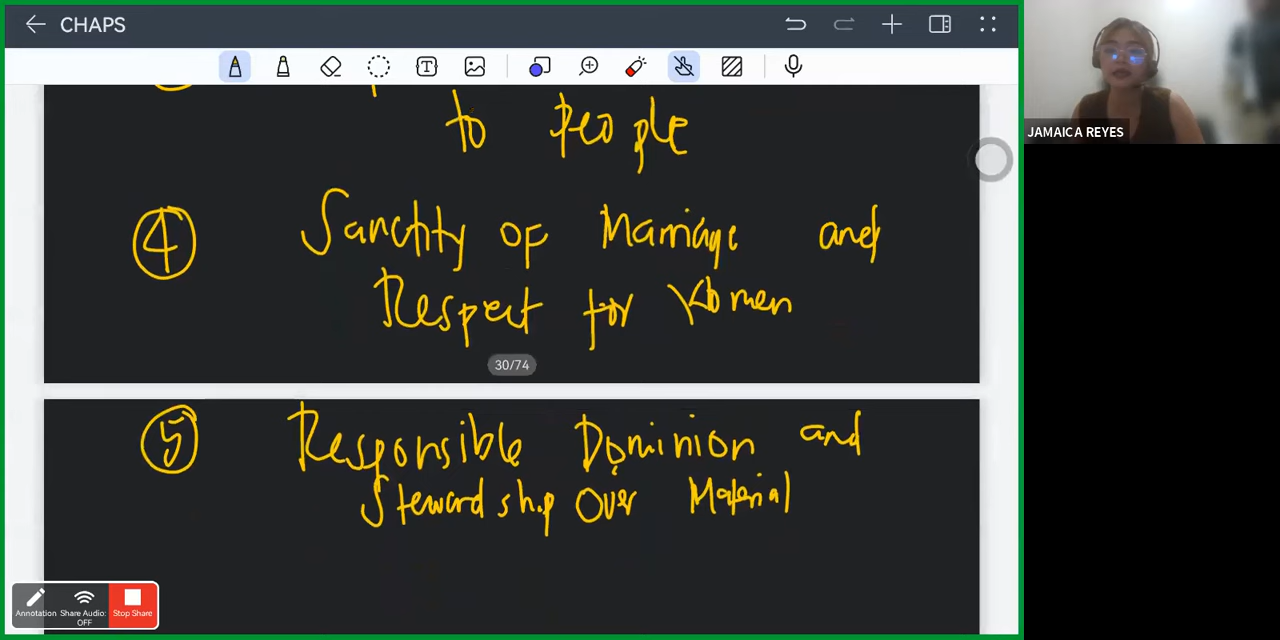 CHAPS
JAMAICA REYES
to People
4 Sanctity of Marriage and
Respect for Women
30/74
5 Responsible Dominion and
Stewardship Over Material
Annotation
Share Audio: OFF
Stop Share